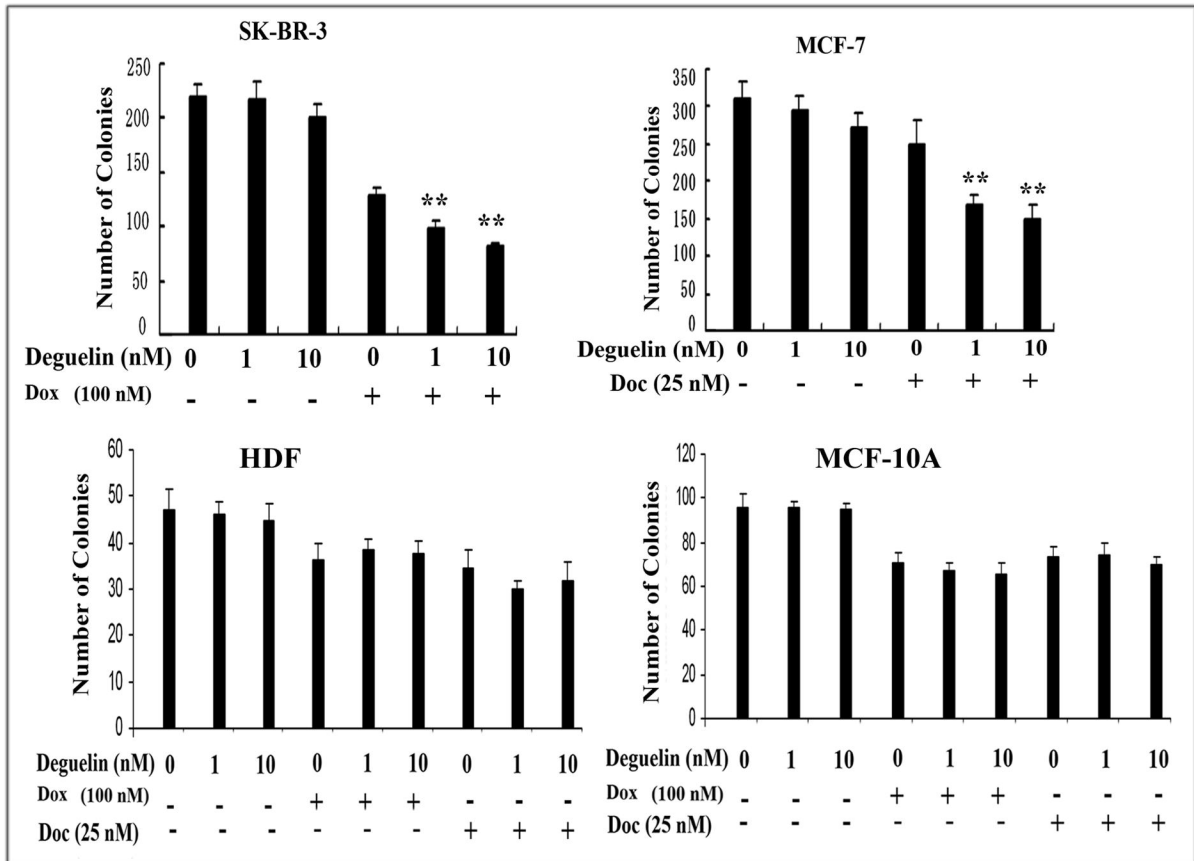 SK-BR-3
Number of Colonies
250
200
150
100
50
0
**
**
Deguelin (nM) 0 1 10 0 1 10
Dox (100 nM) - - - + + +
MCF-7
Number of Colonies
350
300
250
200
150
100
50
0
**
**
Deguelin (nM) 0 1 10 0 1 10
Doc (25 nM) - - - + + +
HDF
Number of Colonies
60
50
40
30
20
10
0
Deguelin (nM) 0 1 10 0 1 10 0 1 10
Dox (100 nM) - - - + + + - - -
Doc (25 nM) - - - - - - + + +
MCF-10A
Number of Colonies
120
100
80
60
40
20
0
Deguelin (nM) 0 1 10 0 1 10 0 1 10
Dox (100 nM) - - - + + + - - -
Doc (25 nM) - - - - - - + + +